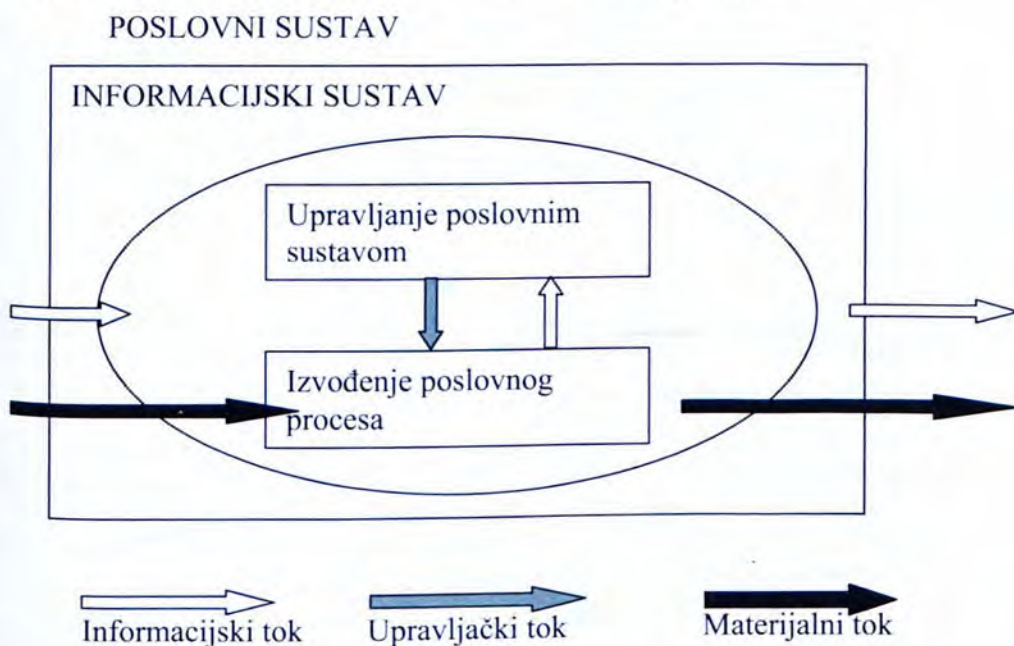 POSLOVNI SUSTAV
INFORMACIJSKI SUSTAV
Upravljanje poslovnim
sustavom
Izvođenje poslovnog
procesa
Informacijski tok
Upravljački tok
Materijalni tok